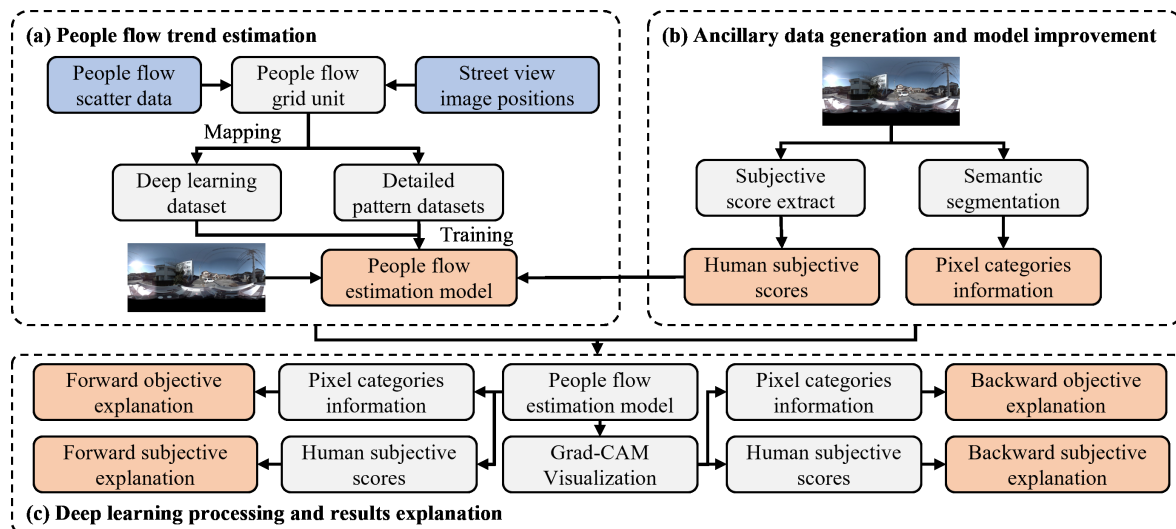 (a) People flow trend estimation
People flow
scatter data
People flow
grid unit
Street view
image positions
Mapping
Deep learning
dataset
Detailed
pattern datasets
Training
People flow
estimation model
(b) Ancillary data generation and model improvement
Subjective
score extract
Semantic
segmentation
Human subjective
scores
Pixel categories
information
Forward objective
explanation
Pixel categories
information
People flow
estimation model
Pixel categories
information
Backward objective
explanation
Forward subjective
explanation
Human subjective
scores
Grad-CAM
Visualization
Human subjective
scores
Backward subjective
explanation
(c) Deep learning processing and results explanation